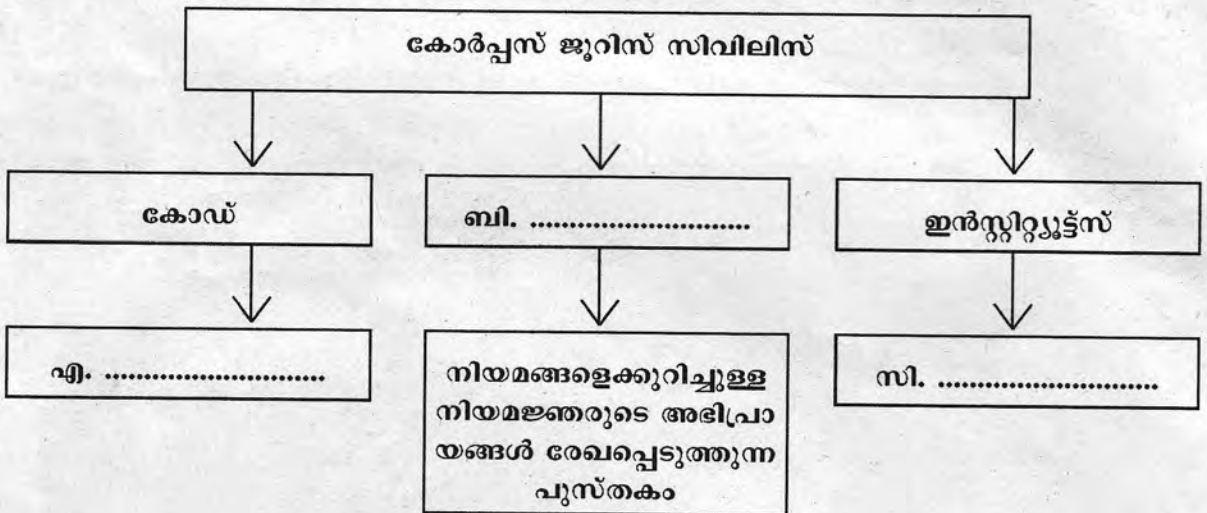 കോർപ്പസ് ജൂറിസ് സിവിലിസ്
കോഡ്
ബി. ............................
ഇൻസ്റ്റിറ്റ്യൂട്ട്സ്
എ. ............................
നിയമങ്ങളെക്കുറിച്ചുള്ള
നിയമജ്ഞരുടെ അഭിപ്രാ
യങ്ങൾ രേഖപ്പെടുത്തുന്ന
പുസ്തകം
സി. ............................